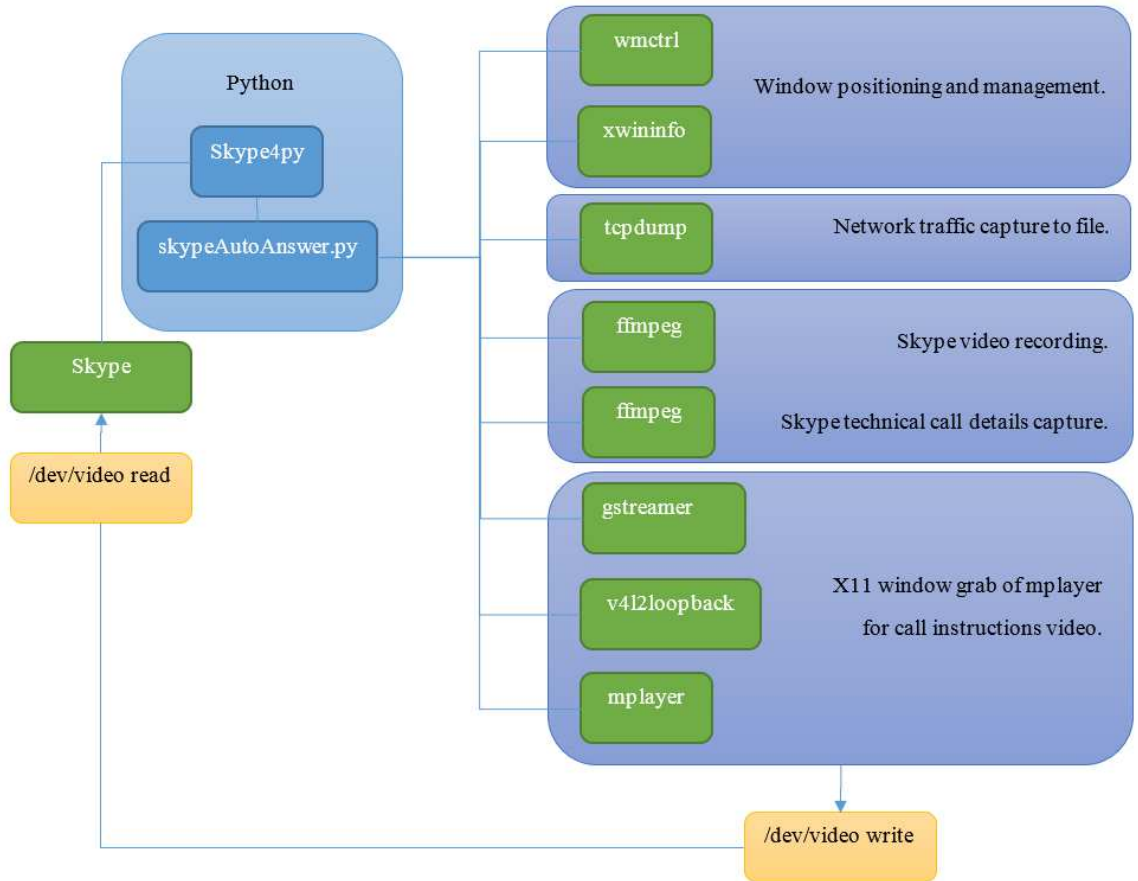 Python
Skype4py
skypeAutoAnswer.py
Skype
/dev/video read
wmctrl
Window positioning and management.
xwininfo
tcpdump
Network traffic capture to file.
ffmpeg
Skype video recording.
ffmpeg
Skype technical call details capture.
gstreamer
v4l2loopback
X11 window grab of mplayer
for call instructions video.
mplayer
/dev/video write